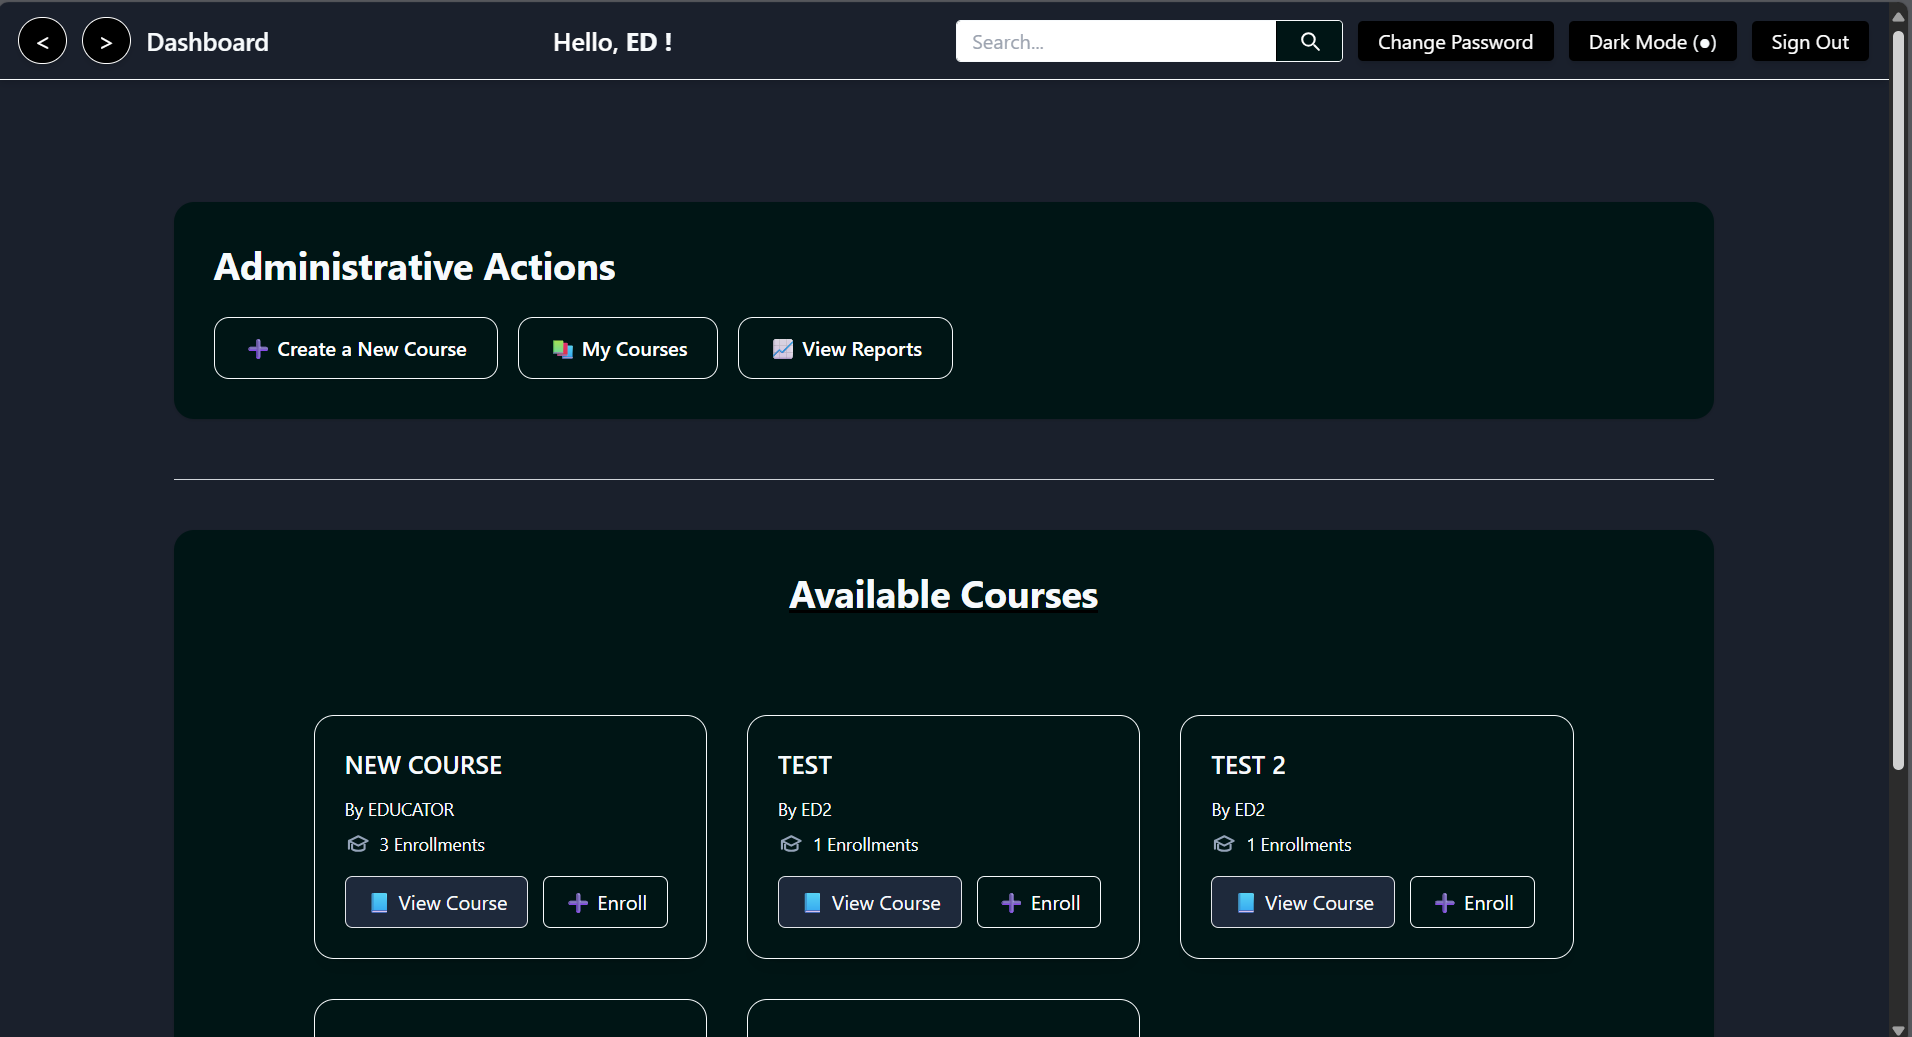 < > Dashboard Hello, ED ! Search... Change Password Dark Mode (●) Sign Out
Administrative Actions
Create a New Course My Courses View Reports
Available Courses
NEW COURSE
By EDUCATOR
3 Enrollments
View Course Enroll
TEST
By ED2
1 Enrollments
View Course Enroll
TEST 2
By ED2
1 Enrollments
View Course Enroll